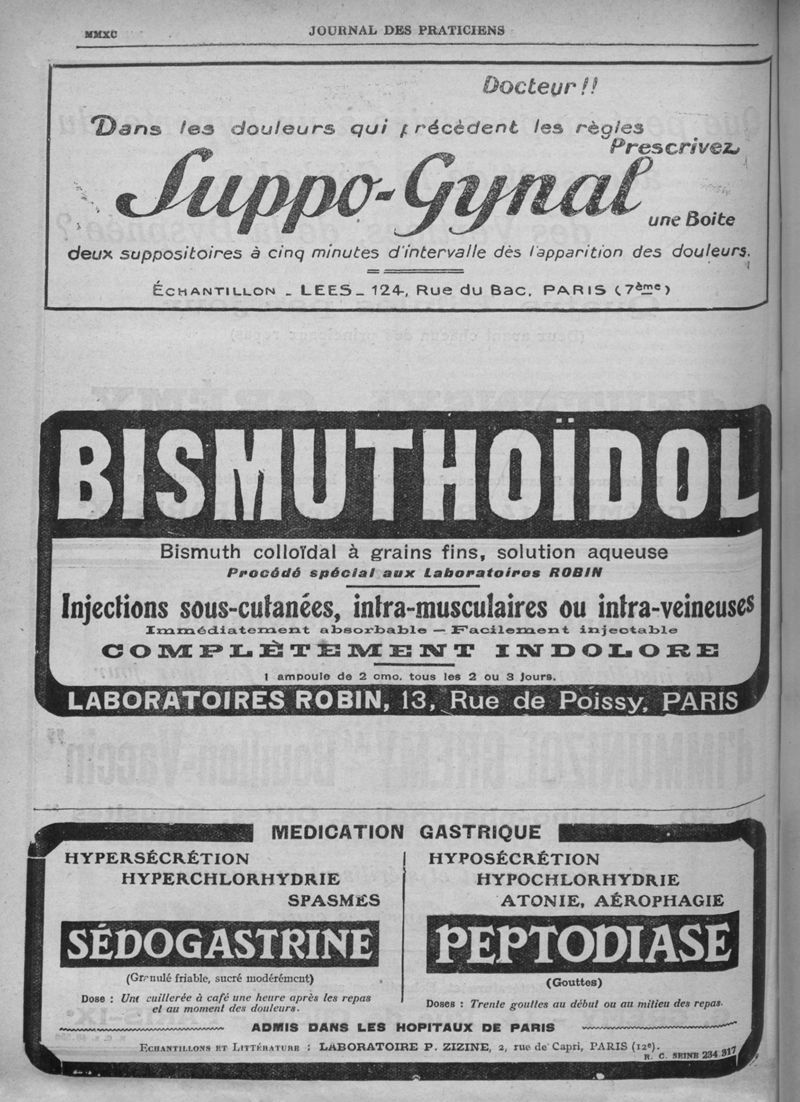 MMXC
JOURNAL DES PRATICIENS
Docteur!!
Dans les douleurs qui précèdent les règles
Prescrivez
Suppo-Gynal
une Boite
deux suppositoires à cinq minutes d'intervalle dès l'apparition des douleurs.
ÉCHANTILLON _ LEES _ 124, Rue du Bac, PARIS (7ème)
BISMUTHOÏDOL
Bismuth colloïdal à grains fins, solution aqueuse
Procédé spécial aux Laboratoires ROBIN
Injections sous-cutanées, intra-musculaires ou intra-veineuses
Immédiatement absorbable — Facilement injectable
COMPLÈTEMENT INDOLORE
1 ampoule de 2 cmc. tous les 2 ou 3 Jours.
LABORATOIRES ROBIN, 13, Rue de Poissy, PARIS
MEDICATION GASTRIQUE
HYPERSÉCRÉTION
HYPERCHLORHYDRIE
SPASMES
SÉDOGASTRINE
(Granulé friable, sucré modérément)
Dose : Une cuillerée à café une heure après les repas
et au moment des douleurs.
HYPOSÉCRÉTION
HYPOCHLORHYDRIE
ATONIE, AÉROPHAGIE
PEPTODIASE
(Gouttes)
Doses : Trente gouttes au début ou au milieu des repas.
ADMIS DANS LES HOPITAUX DE PARIS
ECHANTILLONS ET LITTÉRATURE : LABORATOIRE P. ZIZINE, 2, rue de Capri, PARIS (12e).
R. C. SEINE 234.317